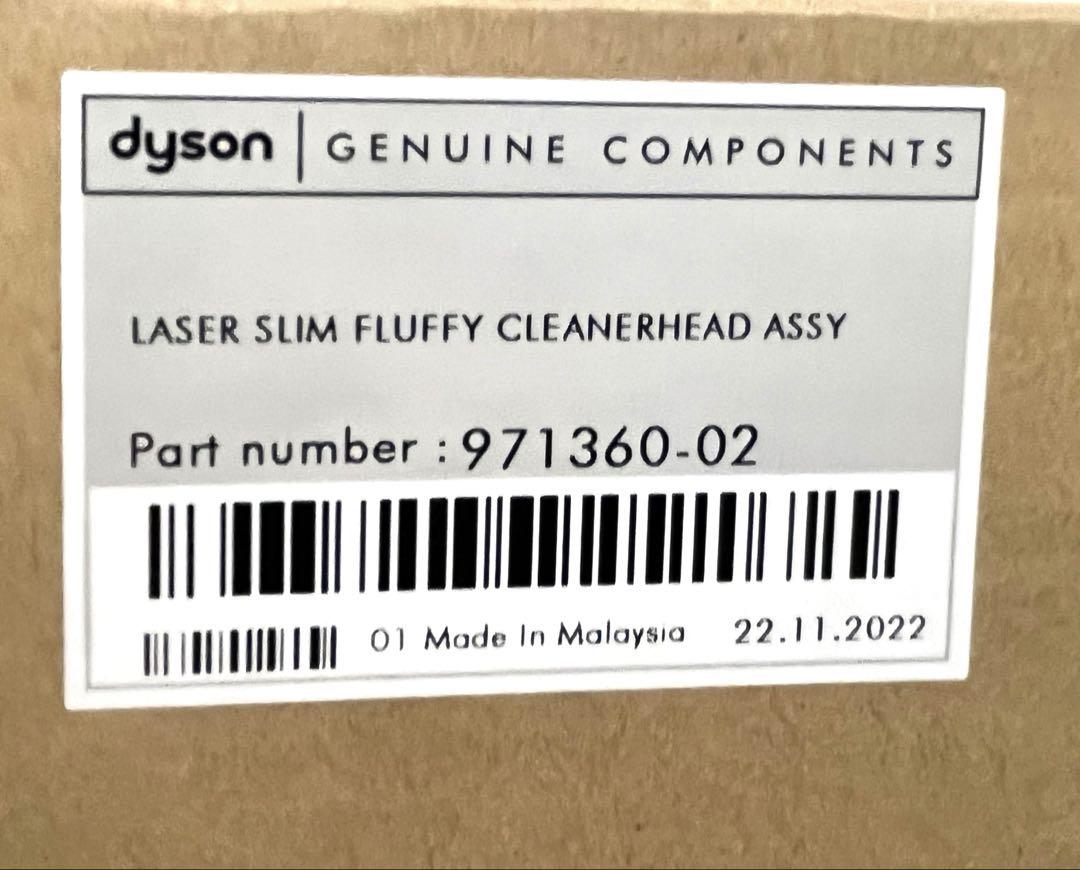 dyson | GENUINE COMPONENTS
LASER SLIM FLUFFY CLEANERHEAD ASSY
Part number : 971360-02
01 Made In Malaysia 22.11.2022